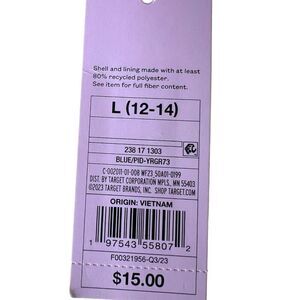 Shell and lining made with at least
80% recycled polyester.
See item for full fiber content.
L (12-14)
238 17 1303
BLUE/PID-YRGR73
C-002011-01-008 WF23_50A01-0199
DIST. BY TARGET CORPORATION MPLS., MN 55403
©2023 TARGET BRANDS, INC. SHOP TARGET.COM
ORIGIN: VIETNAM
1 97543 55807 2
F00321956-Q3/23
$15.00